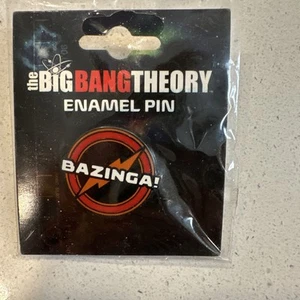 the BIG BANG THEORY
ENAMEL PIN
BAZINGA!